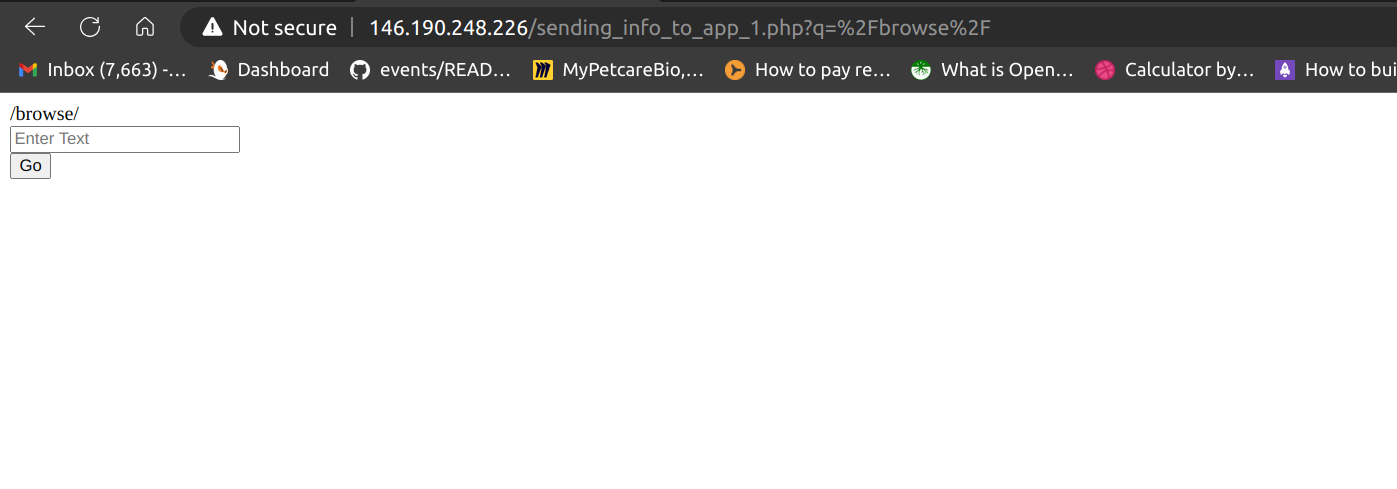 Not secure | 146.190.248.226/sending_info_to_app_1.php?q=%2Fbrowse%2F
Inbox (7,663) -... Dashboard events/READ... MyPetcareBio,... How to pay re... What is Open... Calculator by... How to bui
/browse/
Enter Text
Go